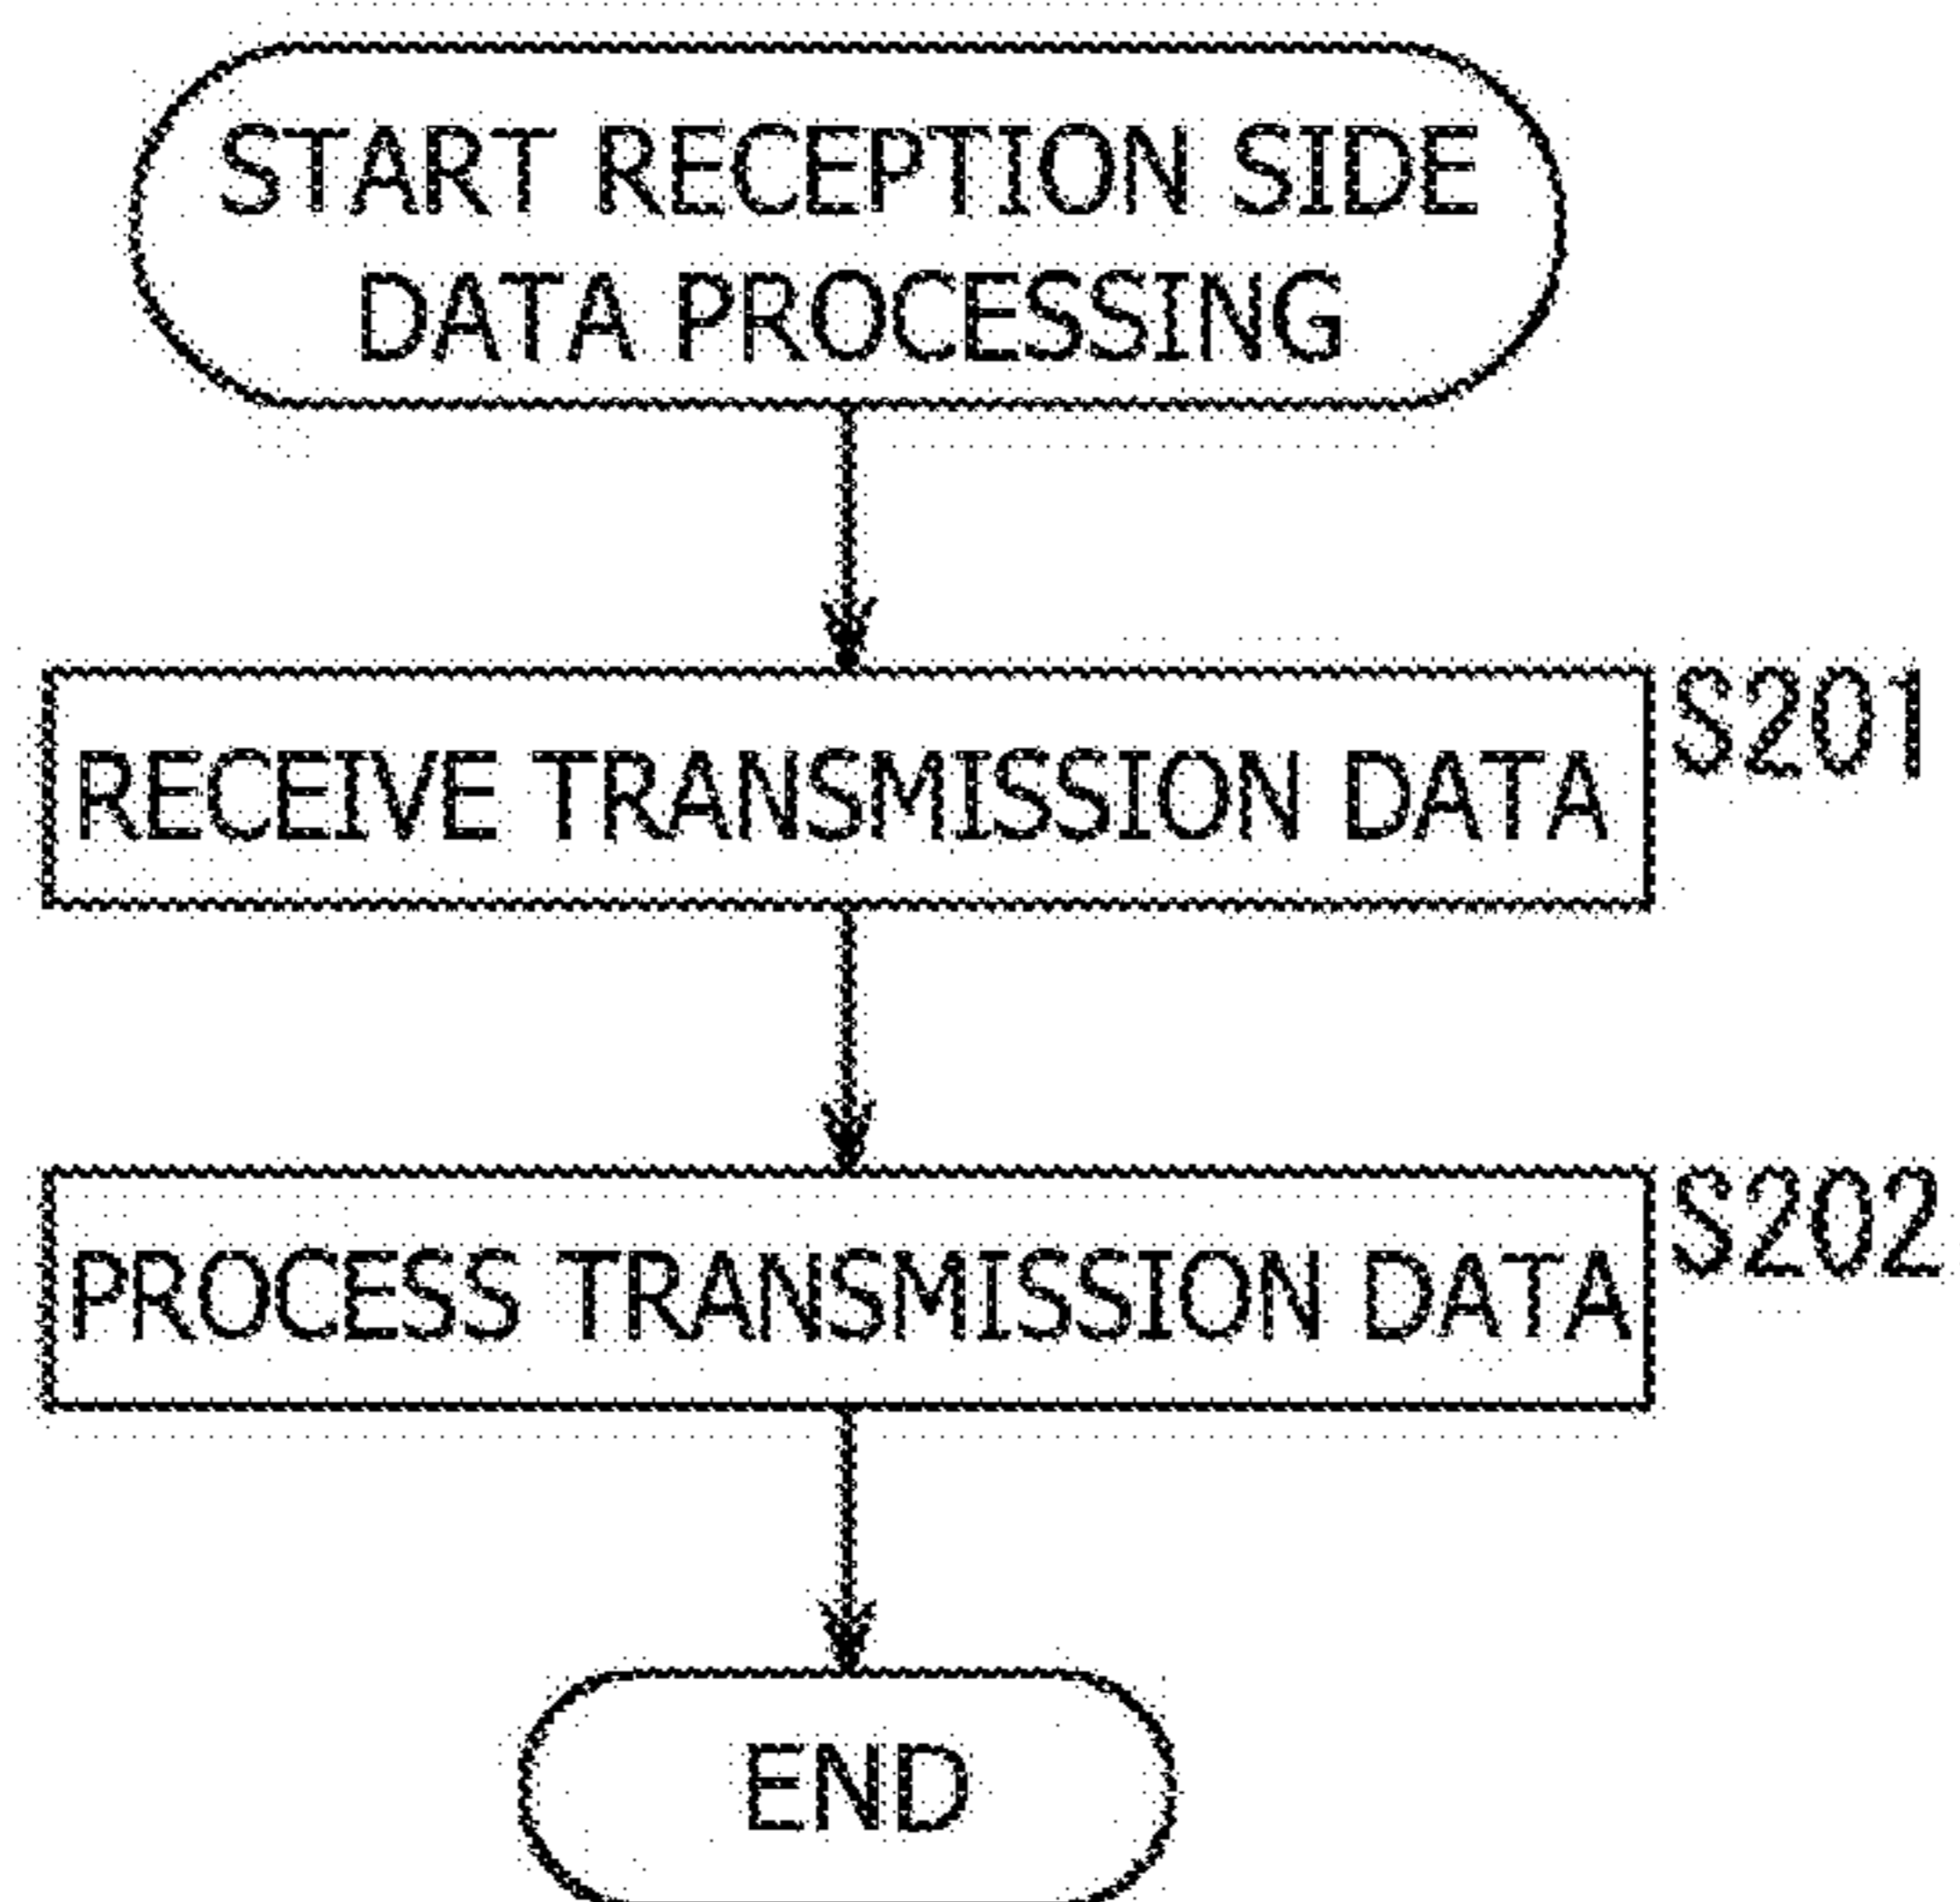 START RECEPTION SIDE
DATA PROCESSING
RECEIVE TRANSMISSION DATA
S201
PROCESS TRANSMISSION DATA
S202
END